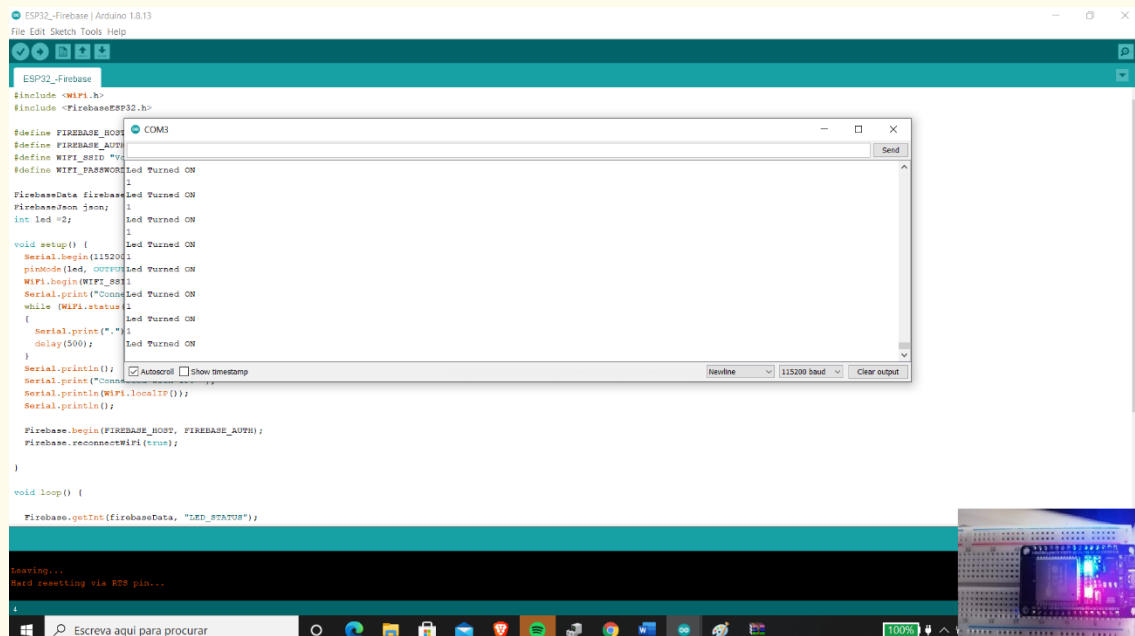 ESP32_-Firebase | Arduino 1.8.13
File Edit Sketch Tools Help
ESP32_-Firebase
#include <WiFi.h>
#include <FirebaseESP32.h>
#define FIREBASE_HOST
#define FIREBASE_AUTH
#define WIFI_SSID
#define WIFI_PASSWORD
FirebaseData
FirebaseJson json;
int led =2;
void setup() {
Serial.begin(115200
pinMode(led,
WiFi.begin(
Serial.print(
while (WiFi.status
{
Serial.print(".")
delay(500);
}
Serial.println();
Serial.print(
Serial.println(WiFi.localIP());
Serial.println();
Firebase.begin(FIREBASE_HOST, FIREBASE_AUTH);
Firebase.reconnectWiFi(true);
}
void loop() {
Firebase.getInt(firebaseData, "LED_STATUS");
COM3
Send
Led Turned ON
1
Led Turned ON
1
Led Turned ON
1
Led Turned ON
1
Led Turned ON
1
Led Turned ON
1
Led Turned ON
1
Led Turned ON
Autoscroll Show timestamp Newline 115200 baud Clear output
Leaving...
Hard resetting via RTS pin...
4
Escreva aqui para procurar
100%